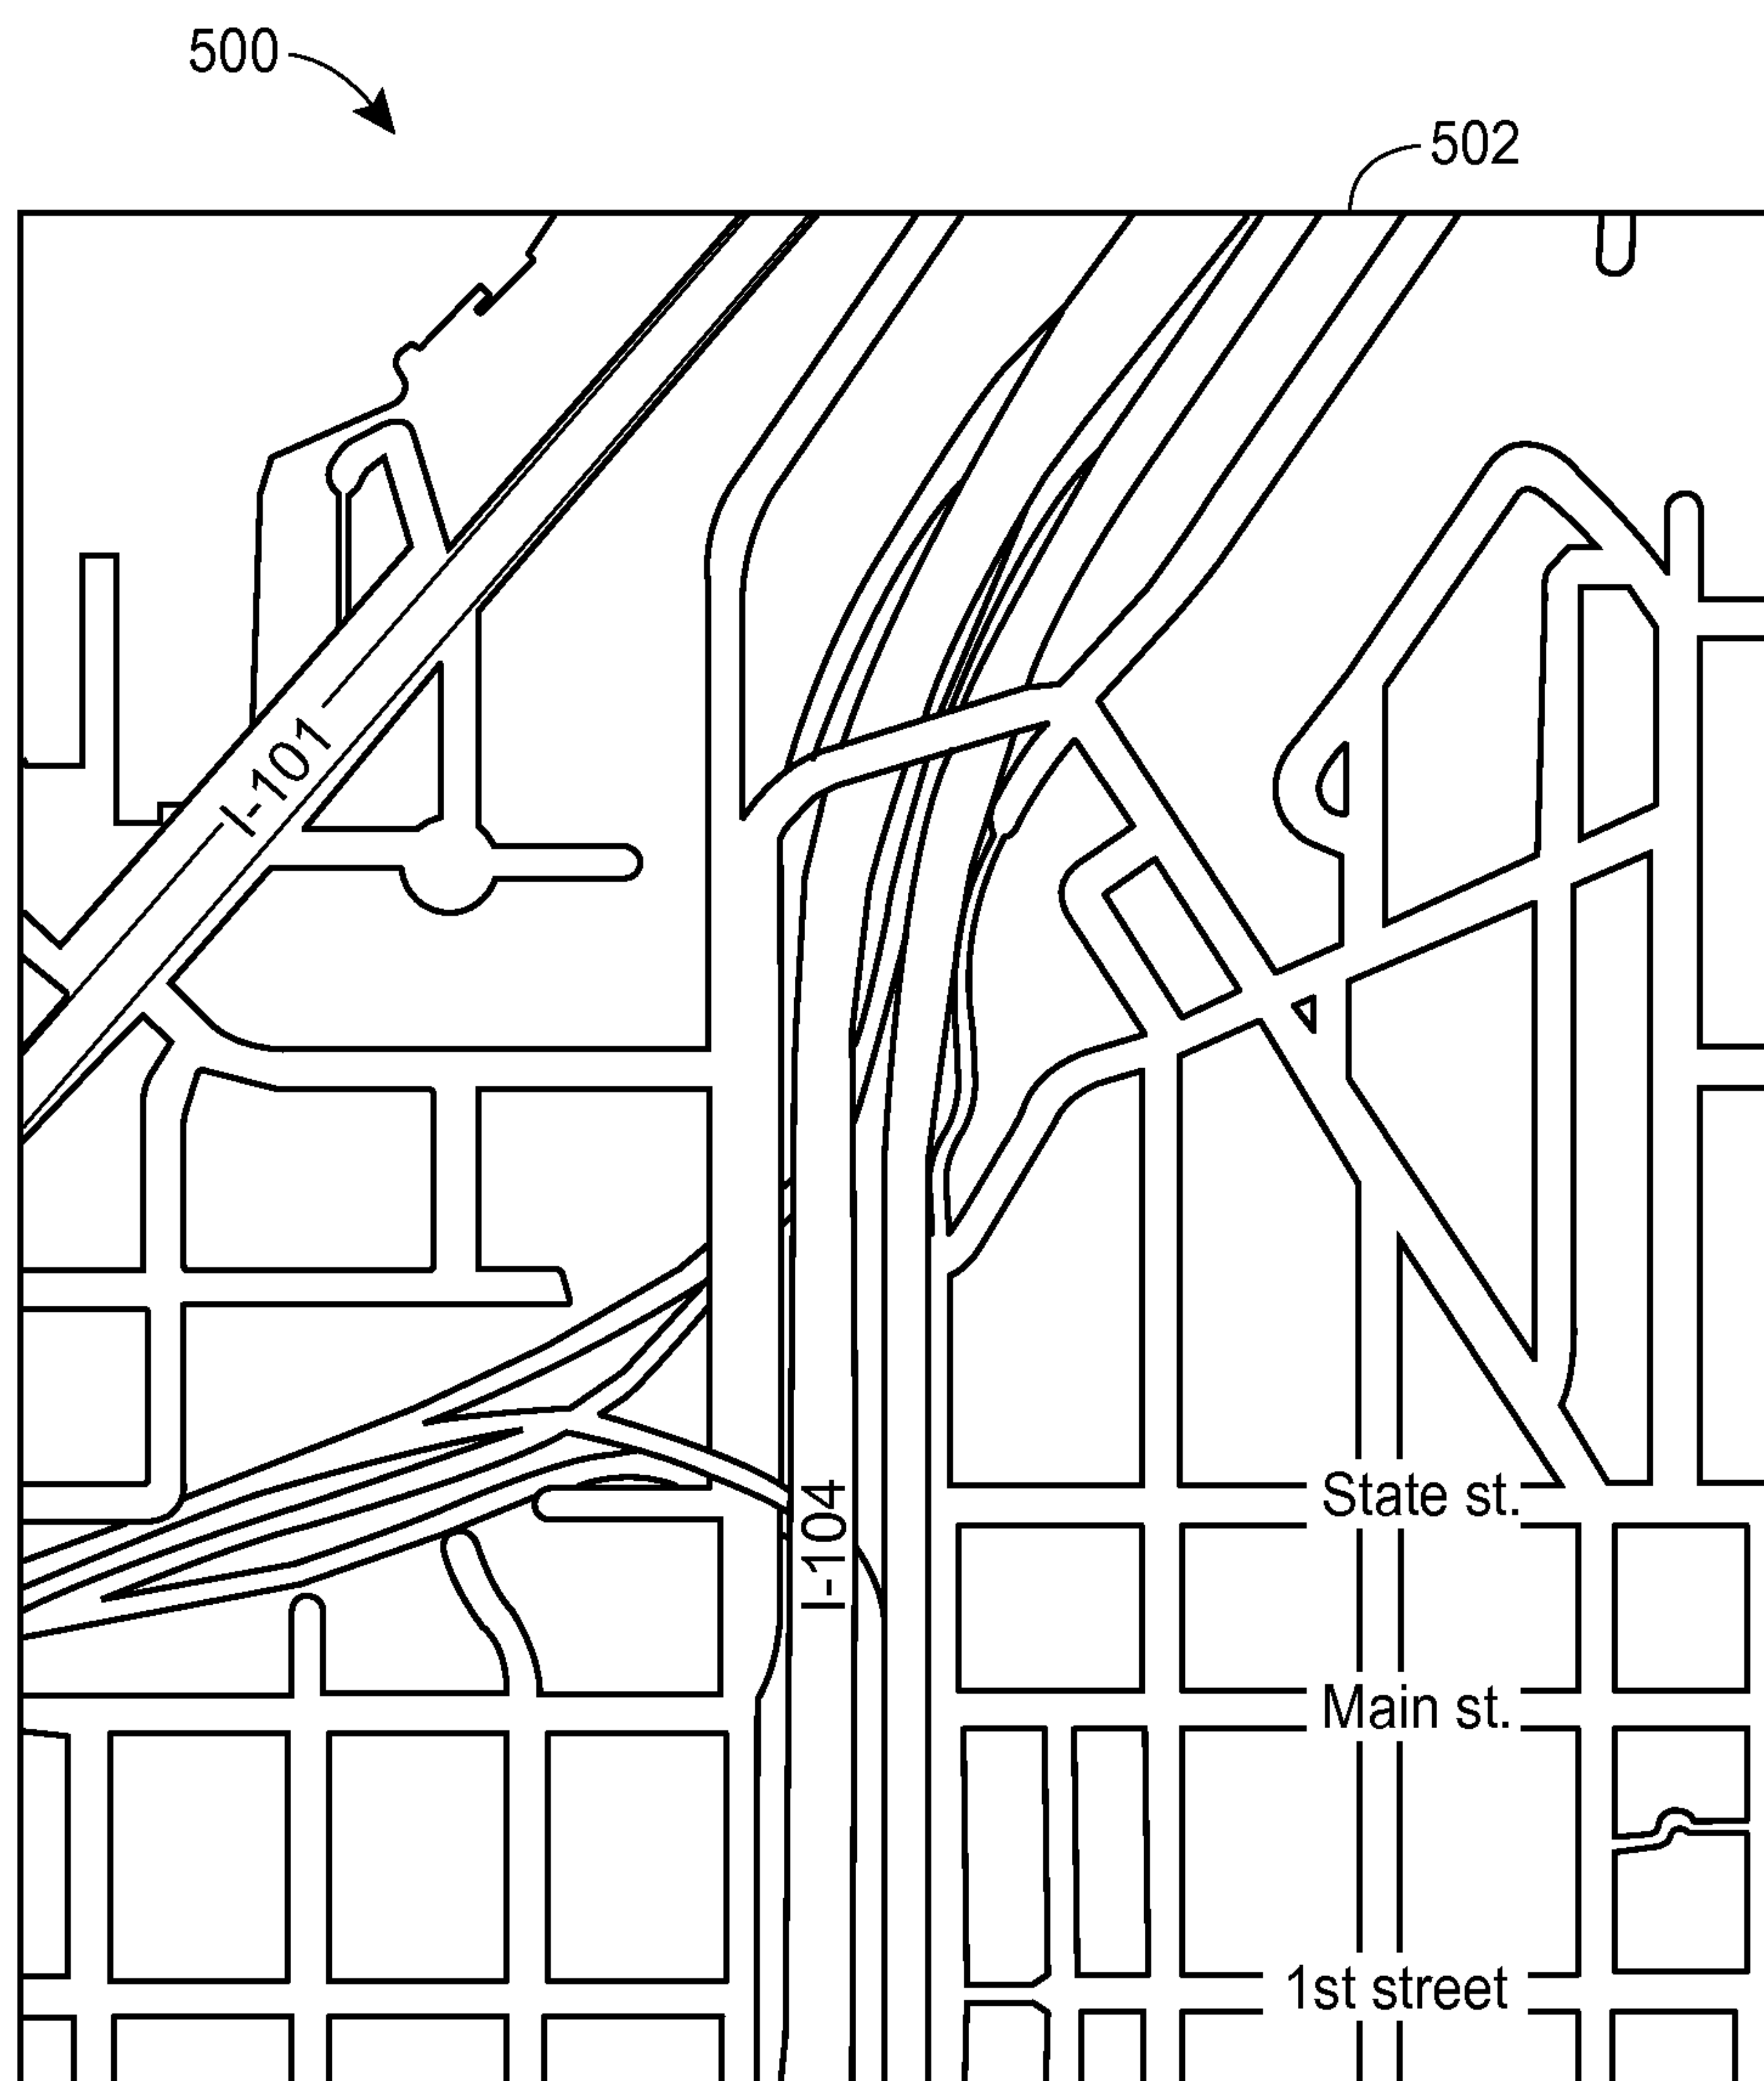 500
502
I-101
I-104
State st.
Main st.
1st street